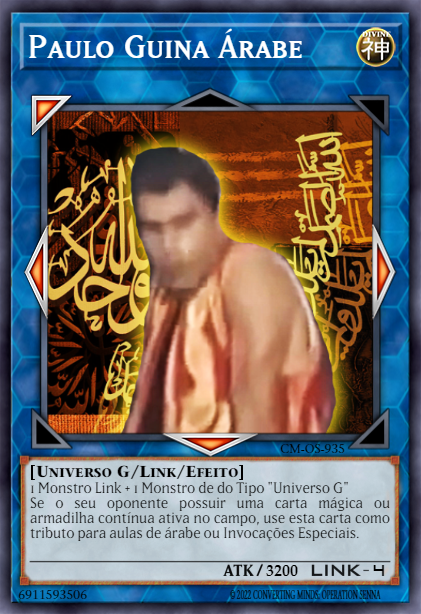 Paulo Guina Árabe
DIVINE
神
CM-OS-935
[Universo G/Link/Efeito]
1 Monstro Link + 1 Monstro de do Tipo "Universo G"
Se o seu oponente possuir uma carta mágica ou
armadilha contínua ativa no campo, use esta carta como
tributo para aulas de árabe ou Invocações Especiais.
ATK / 3200 LINK-4
6911593506 ©2022 CONVERTING MINDS; OPERATION SENNA